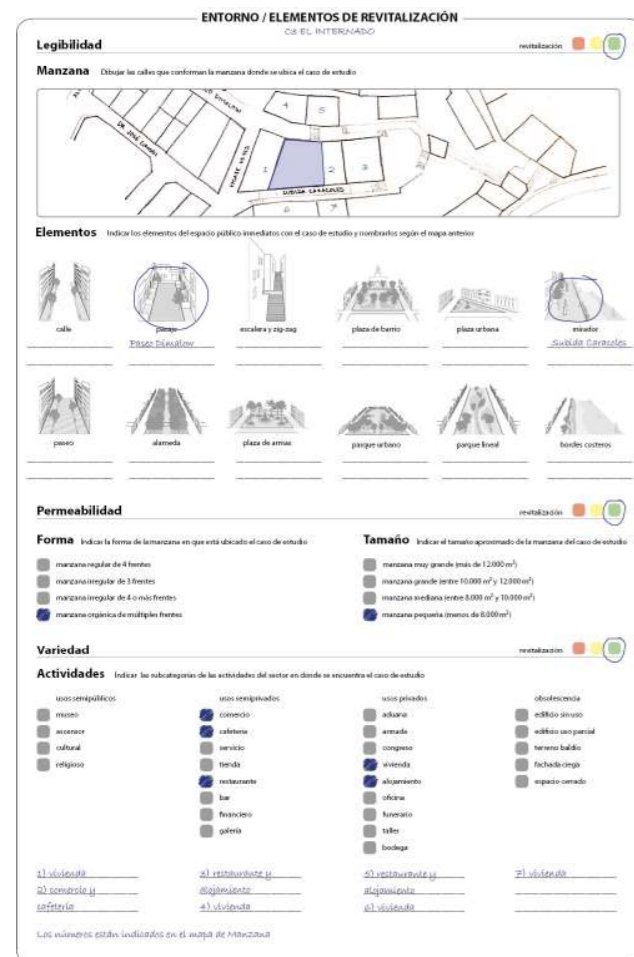 ENTORNO / ELEMENTOS DE REVITALIZACIÓN
C3 EL INTERNADO
Legibilidad
revitalización
Manzana Dibujar las calles que conforman la manzana donde se ubica el caso de estudio
4 5
DIMALOW
DR. JOSÉ
1 2 3
SUBIDA CARACOLES
6 7
Elementos Indicar los elementos del espacio público inmediatos con el caso de estudio y nombrarlos según el mapa anterior
calle pasaje escalera y zig-zag plaza de barrio plaza urbana mirador
Paseo Dimalow Subida Caracoles
paseo alameda plaza de armas parque urbano parque lineal bordes costeros
Permeabilidad
revitalización
Forma Indicar la forma de la manzana en que está ubicado el caso de estudio
manzana regular de 4 frentes
manzana irregular de 3 frentes
manzana irregular de 4 o más frentes
manzana orgánica de múltiples frentes
Tamaño Indicar el tamaño aproximado de la manzana del caso de estudio
manzana muy grande (más de 12.000 m²)
manzana grande (entre 10.000 m² y 12.000 m²)
manzana mediana (entre 8.000 m² y 10.000 m²)
manzana pequeña (menos de 8.000 m²)
Variedad
revitalización
Actividades Indicar las subcategorías de las actividades del sector en donde se encuentra el caso de estudio
usos semipúblicos
museo
ascensor
cultural
religioso
usos semiprivados
comercio
cafetería
servicio
tienda
restaurante
bar
financiero
galería
usos privados
aduana
armada
congreso
vivienda
alojamiento
oficina
funerario
taller
bodega
obsolescencia
edificio sin uso
edificio uso parcial
terreno baldío
fachada ciega
espacio cerrado
1) vivienda
2) comercio y
cafetería
3) restaurante y
alojamiento
4) vivienda
5) restaurante y
alojamiento
6) vivienda
7) vivienda
Los números están indicados en el mapa de Manzana